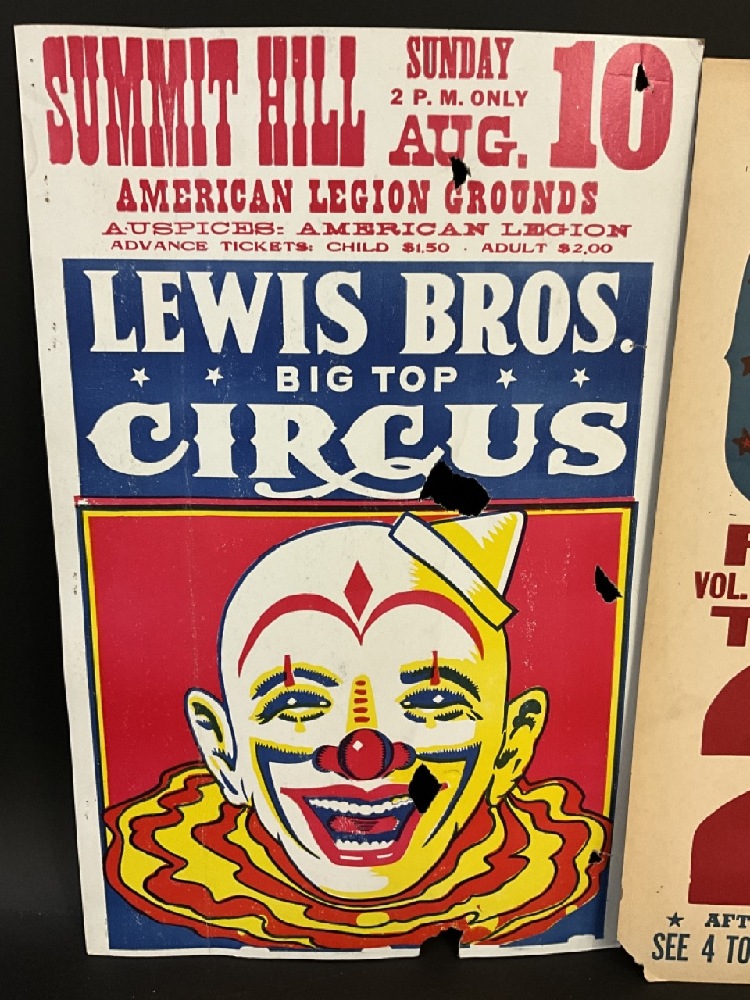 SUMMIT HILL
SUNDAY
2 P. M. ONLY
AUG. 10
AMERICAN LEGION GROUNDS
AUSPICES: AMERICAN LEGION
ADVANCE TICKETS: CHILD $1.50 · ADULT $2.00
LEWIS BROS.
BIG TOP
CIRCUS
VOL.
SEE 4 TO